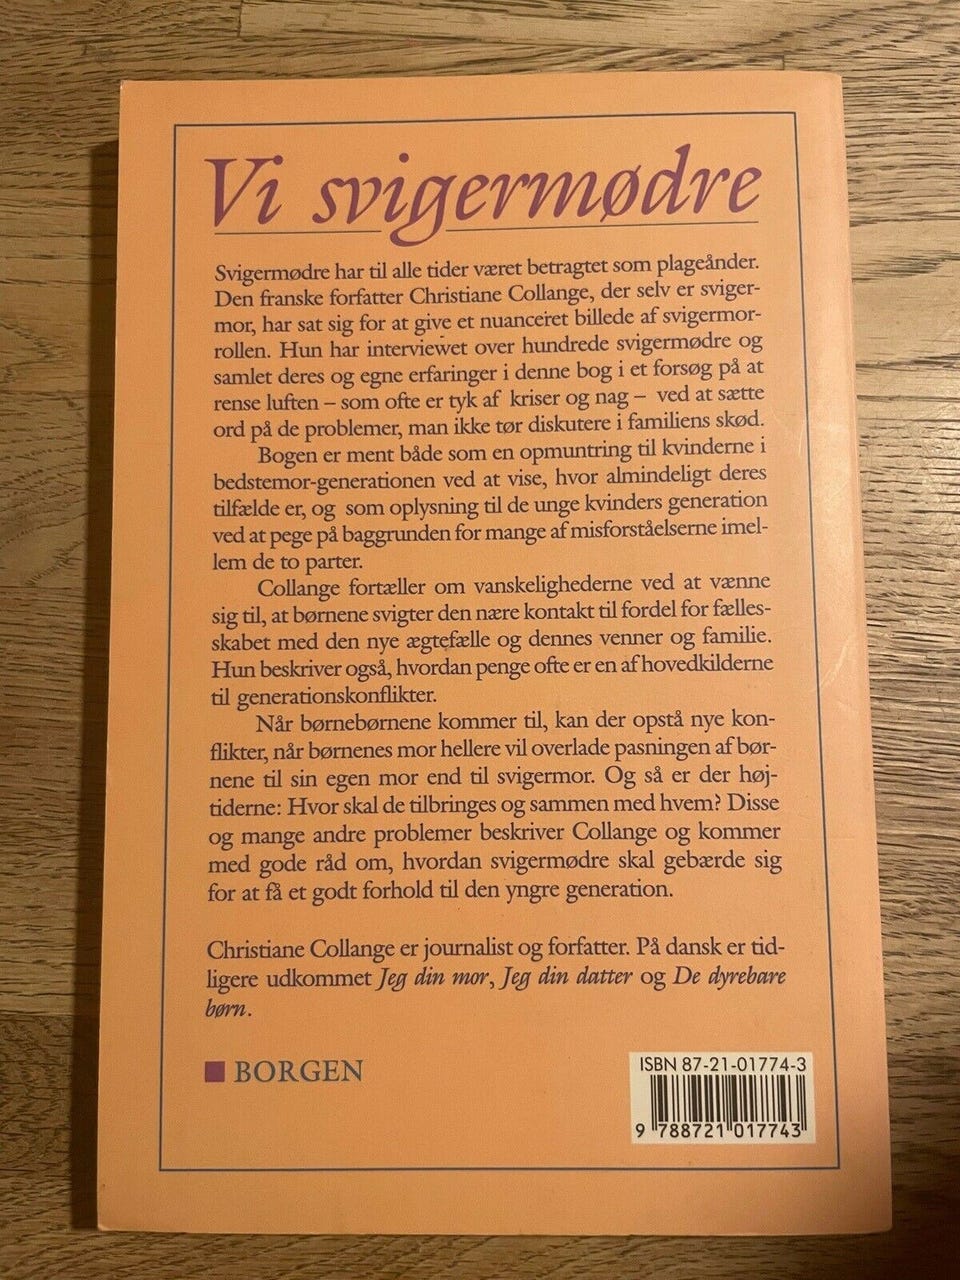 Vi svigermødre
Svigermødre har til alle tider været betragtet som plageånder.
Den franske forfatter Christiane Collange, der selv er sviger-
mor, har sat sig for at give et nuanceret billede af svigermor-
rollen. Hun har interviewet over hundrede svigermødre og
samlet deres og egne erfaringer i denne bog i et forsøg på at
rense luften – som ofte er tyk af kriser og nag – ved at sætte
ord på de problemer, man ikke tør diskutere i familiens skød.
Bogen er ment både som en opmuntring til kvinderne i
bedstemor-generationen ved at vise, hvor almindeligt deres
tilfælde er, og som oplysning til de unge kvinders generation
ved at pege på baggrunden for mange af misforståelserne imel-
lem de to parter.
Collange fortæller om vanskelighederne ved at vænne
sig til, at børnene svigter den nære kontakt til fordel for fælles-
skabet med den nye ægtefælle og dennes venner og familie.
Hun beskriver også, hvordan penge ofte er en af hovedkilderne
til generationskonflikter.
Når børnebørnene kommer til, kan der opstå nye kon-
flikter, når børnenes mor hellere vil overlade pasningen af bør-
nene til sin egen mor end til svigermor. Og så er der høj-
tiderne: Hvor skal de tilbringes og sammen med hvem? Disse
og mange andre problemer beskriver Collange og kommer
med gode råd om, hvordan svigermødre skal gebærde sig
for at få et godt forhold til den yngre generation.
Christiane Collange er journalist og forfatter. På dansk er tid-
ligere udkommet Jeg din mor, Jeg din datter og De dyrebare
børn.
BORGEN
ISBN 87-21-01774-3
9 788721 017743